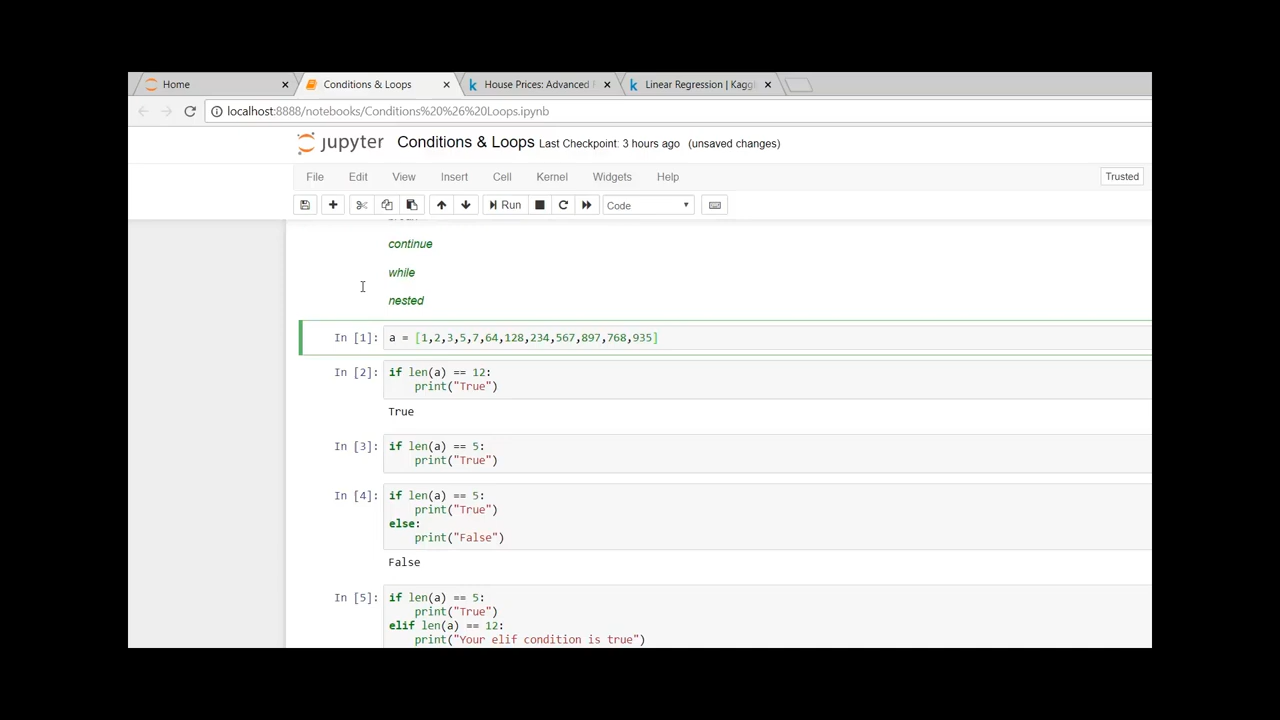 Home
Conditions & Loops
House Prices: Advanced
Linear Regression | Kagg
localhost:8888/notebooks/Conditions%20%26%20Loops.ipynb
jupyter Conditions & Loops Last Checkpoint: 3 hours ago (unsaved changes)
File Edit View Insert Cell Kernel Widgets Help Trusted
Run Code
continue
while
nested
In [1]: a = [1,2,3,5,7,64,128,234,567,897,768,935]
In [2]: if len(a) == 12:
print("True")
True
In [3]: if len(a) == 5:
print("True")
In [4]: if len(a) == 5:
print("True")
else:
print("False")
False
In [5]: if len(a) == 5:
print("True")
elif len(a) == 12:
print("Your elif condition is true")